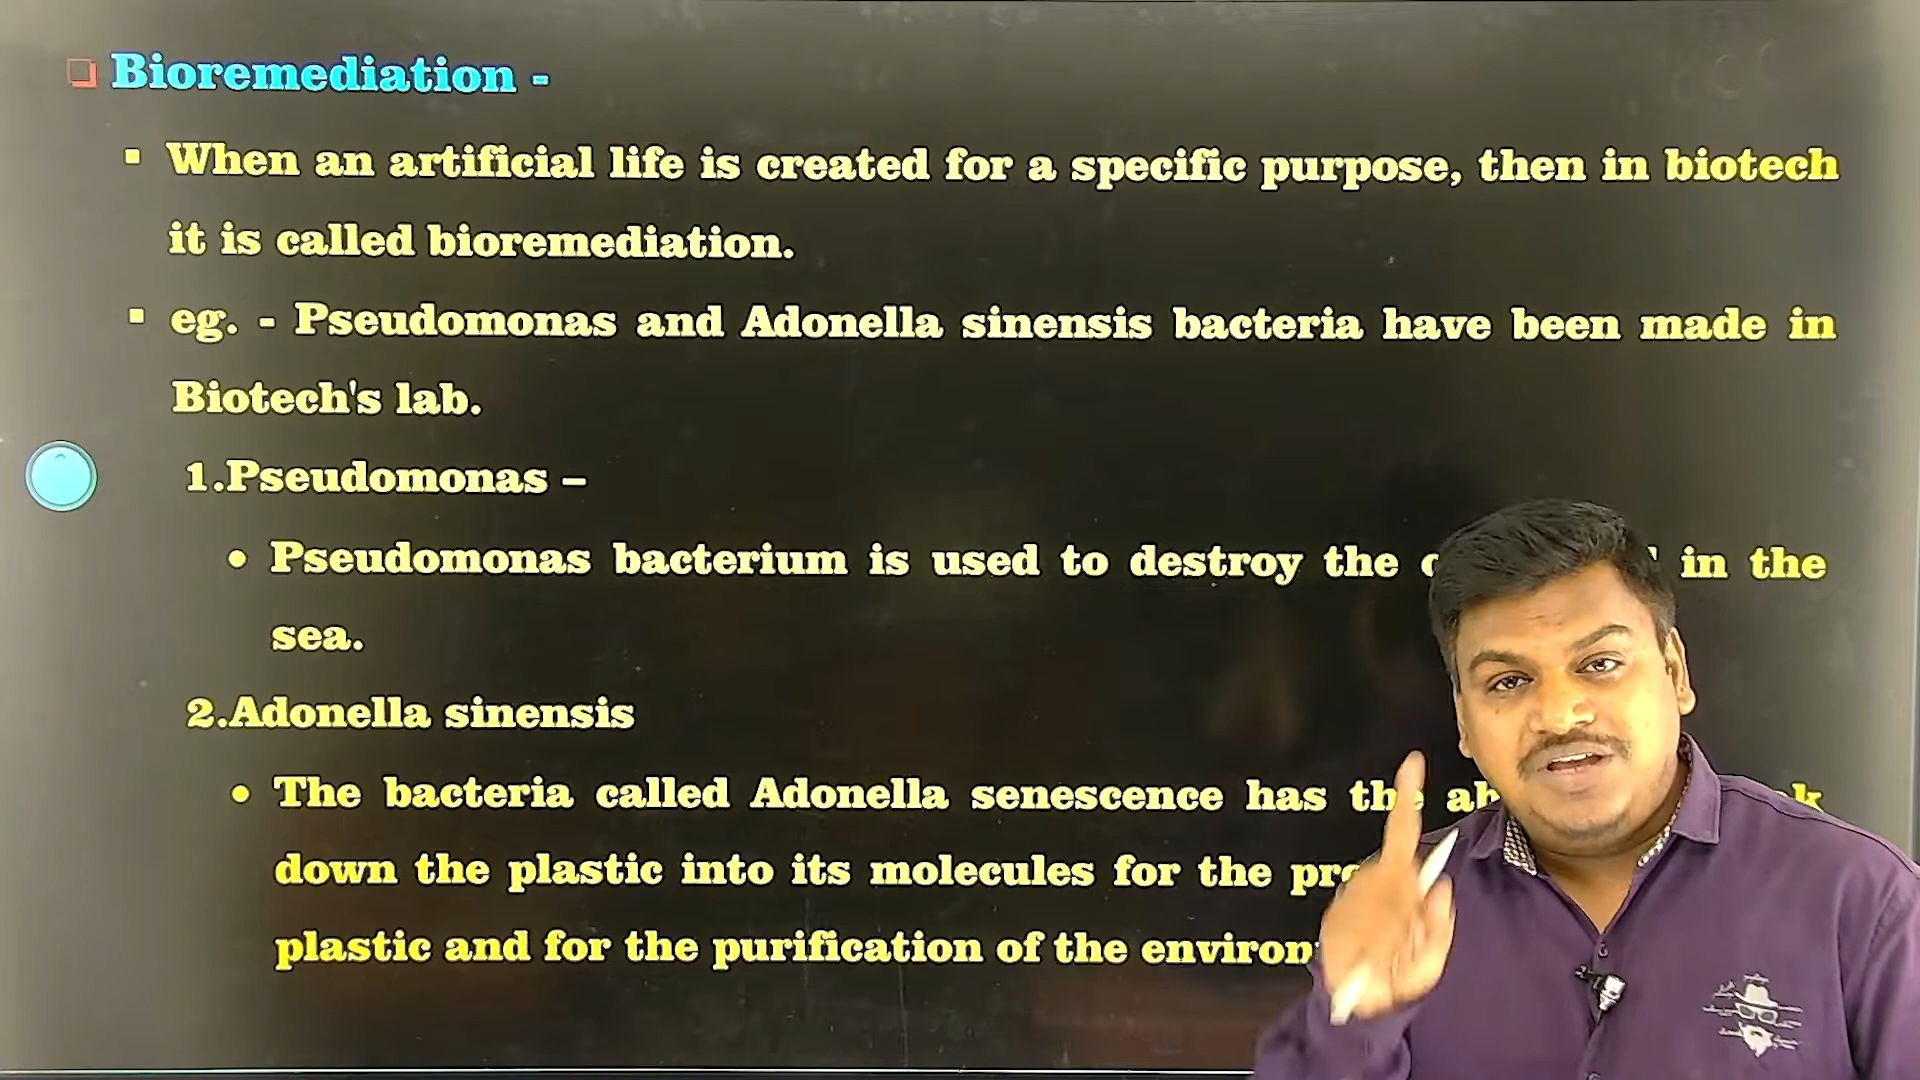 Bioremediation -
When an artificial life is created for a specific purpose, then in biotech
it is called bioremediation.
eg. - Pseudomonas and Adonella sinensis bacteria have been made in
Biotech's lab.
1.Pseudomonas –
Pseudomonas bacterium is used to destroy the in the
sea.
2.Adonella sinensis
The bacteria called Adonella senescence has the
down the plastic into its molecules for the
plastic and for the purification of the